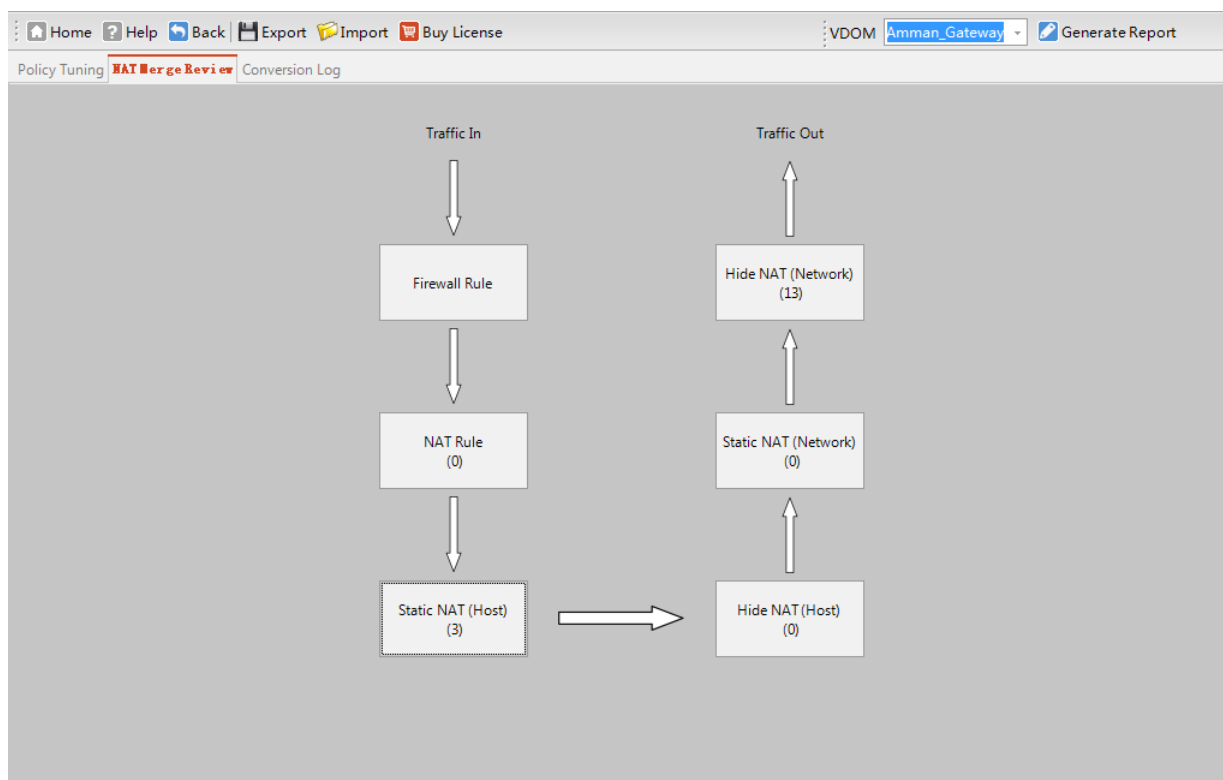 Home Help Back Export Import Buy License VDOM Amman_Gateway Generate Report
Policy Tuning NAT Merge Review Conversion Log
Traffic In
Traffic Out
Firewall Rule
Hide NAT (Network)
(13)
NAT Rule
(0)
Static NAT (Network)
(0)
Static NAT (Host)
(3)
Hide NAT(Host)
(0)